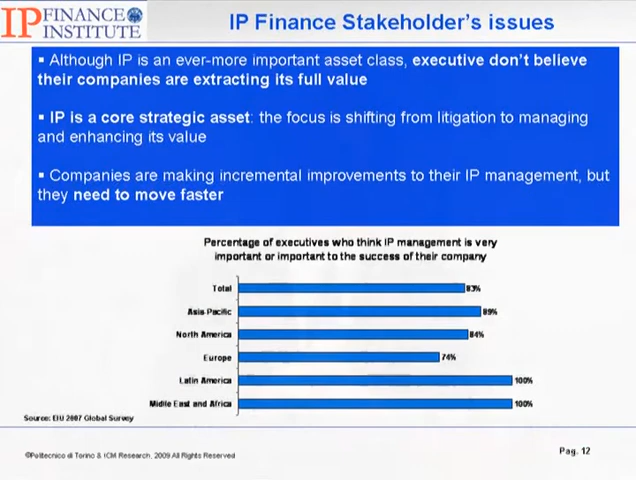 IP FINANCE
INSTITUTE
IP Finance Stakeholder's issues
▪ Although IP is an ever-more important asset class, executive don't believe
their companies are extracting its full value
▪ IP is a core strategic asset: the focus is shifting from litigation to managing
and enhancing its value
▪ Companies are making incremental improvements to their IP management, but
they need to move faster
Percentage of executives who think IP management is very
important or important to the success of their company
Total 83%
Asia-Pacific 89%
North America 84%
Europe 74%
Latin America 100%
Midle East and Africa 100%
Source: EIU 2007 Global Survey
©Politecnico di Torino & ICM Research, 2009 All Rights Reserved
Pag. 12